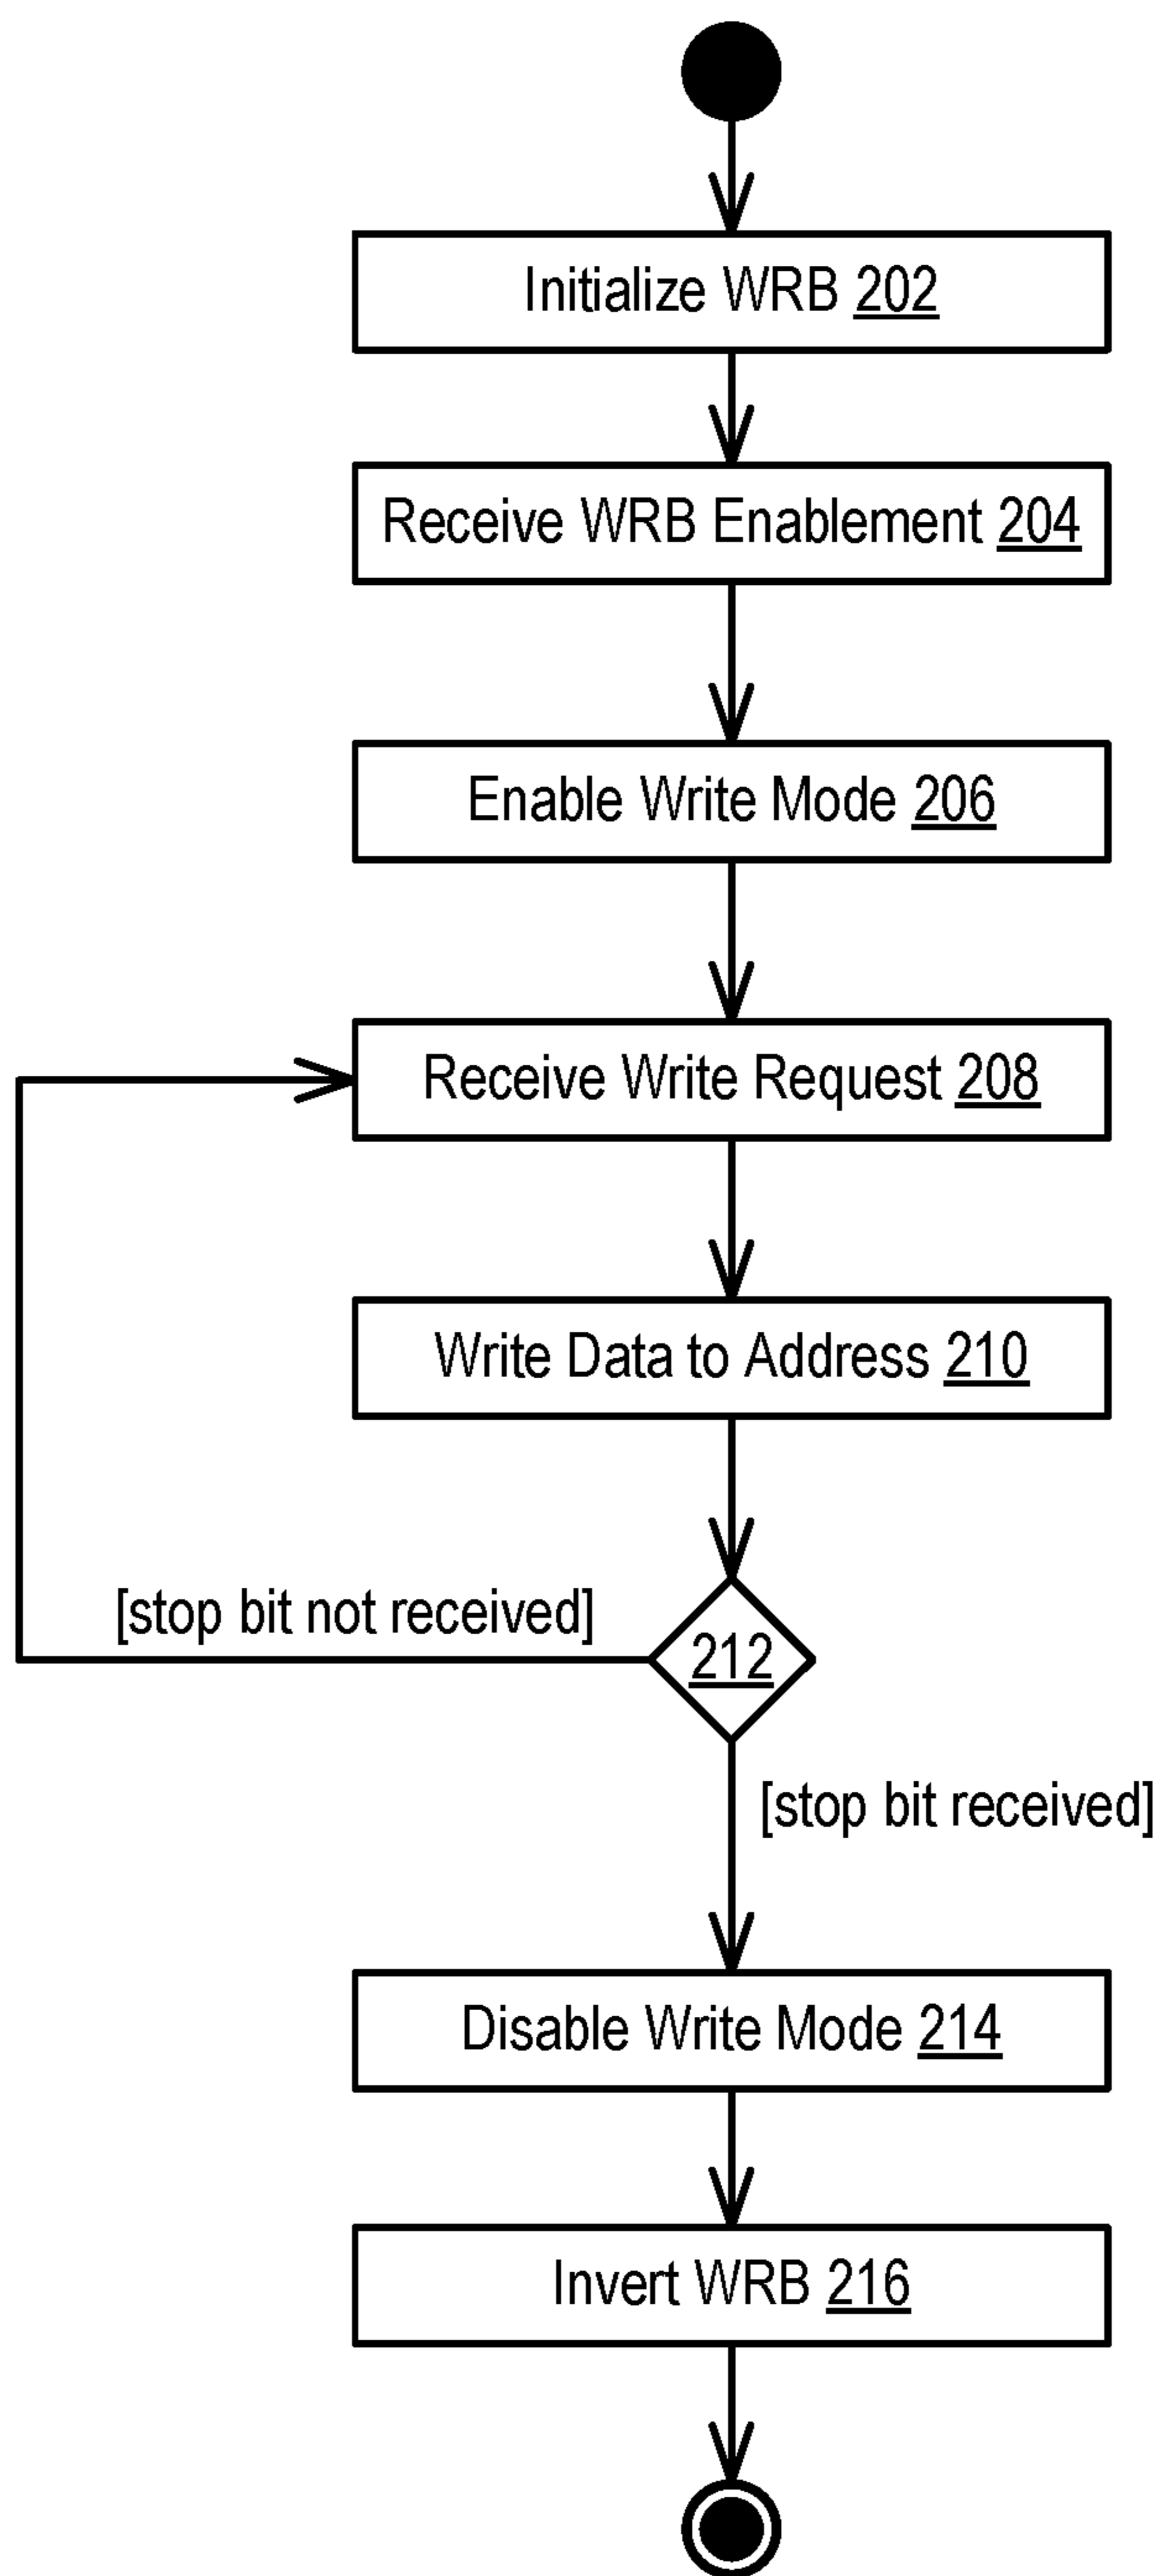 Initialize WRB 202
Receive WRB Enablement 204
Enable Write Mode 206
Receive Write Request 208
Write Data to Address 210
[stop bit not received]
212
[stop bit received]
Disable Write Mode 214
Invert WRB 216